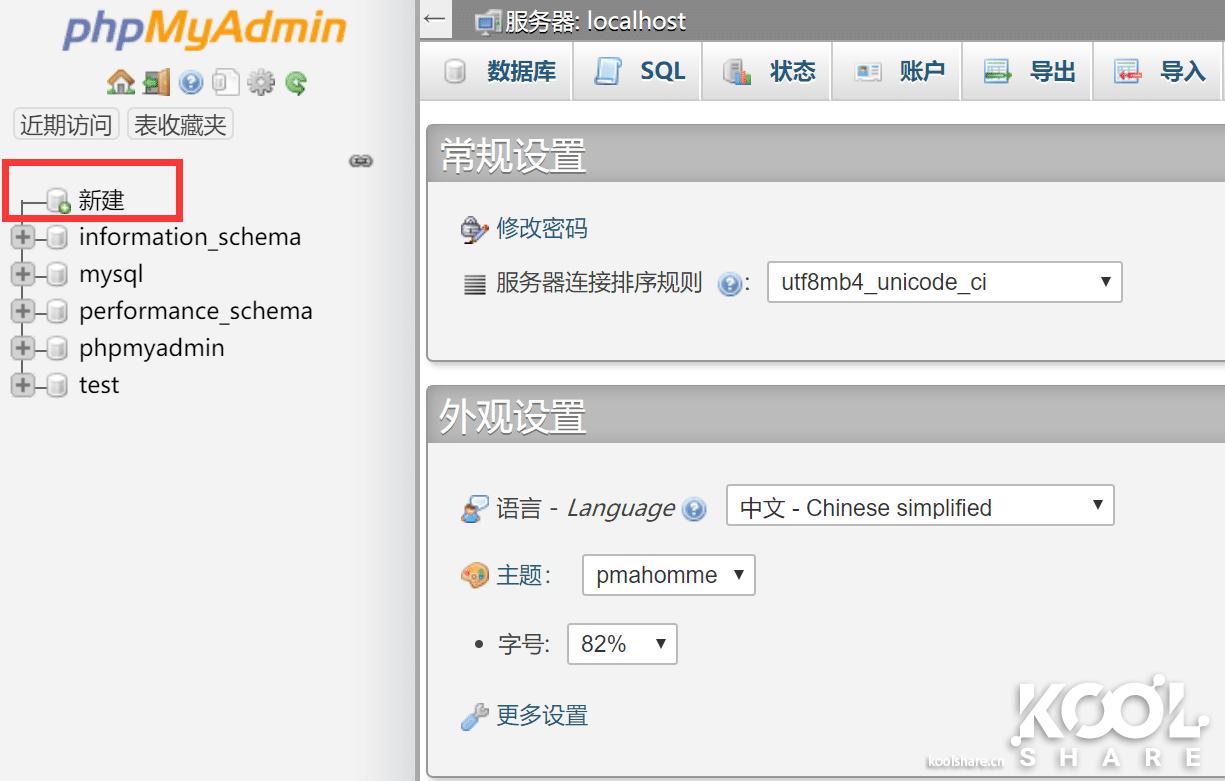 phpMyAdmin
近期访问 表收藏夹
新建
information_schema
mysql
performance_schema
phpmyadmin
test
服务器: localhost
数据库 SQL 状态 账户 导出 导入
常规设置
修改密码
服务器连接排序规则 : utf8mb4_unicode_ci
外观设置
语言 - Language 中文 - Chinese simplified
主题: pmahomme
字号: 82%
更多设置
KOOL
koolshare.cn SHARE